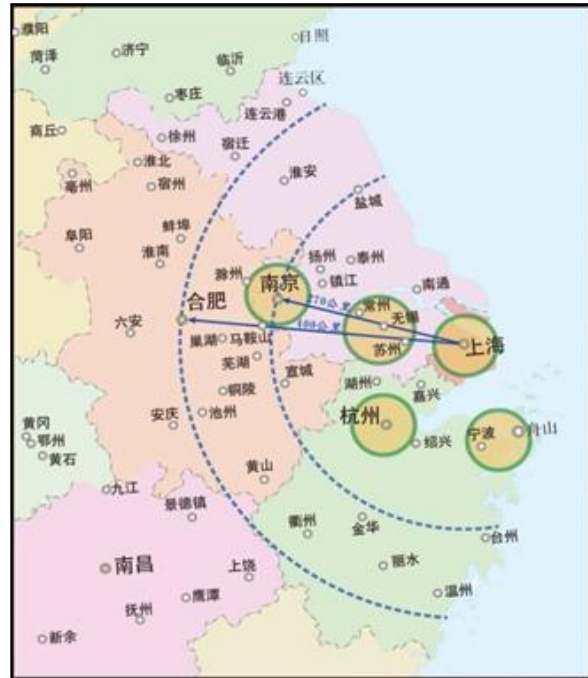 濮阳
菏泽
济宁
临沂
日照
枣庄
连云区
连云港
商丘
徐州
宿迁
淮北
亳州
宿州
淮安
盐城
阜阳
蚌埠
淮南
扬州
泰州
滁州
南京
镇江
南通
270公里
常州
合肥
无锡
六安
巢湖
马鞍山
苏州
上海
芜湖
宣城
湖州
嘉兴
铜陵
安庆
池州
杭州
绍兴
宁波
舟山
黄冈
鄂州
黄石
黄山
九江
景德镇
衢州
金华
台州
南昌
上饶
丽水
鹰潭
温州
抚州
新余